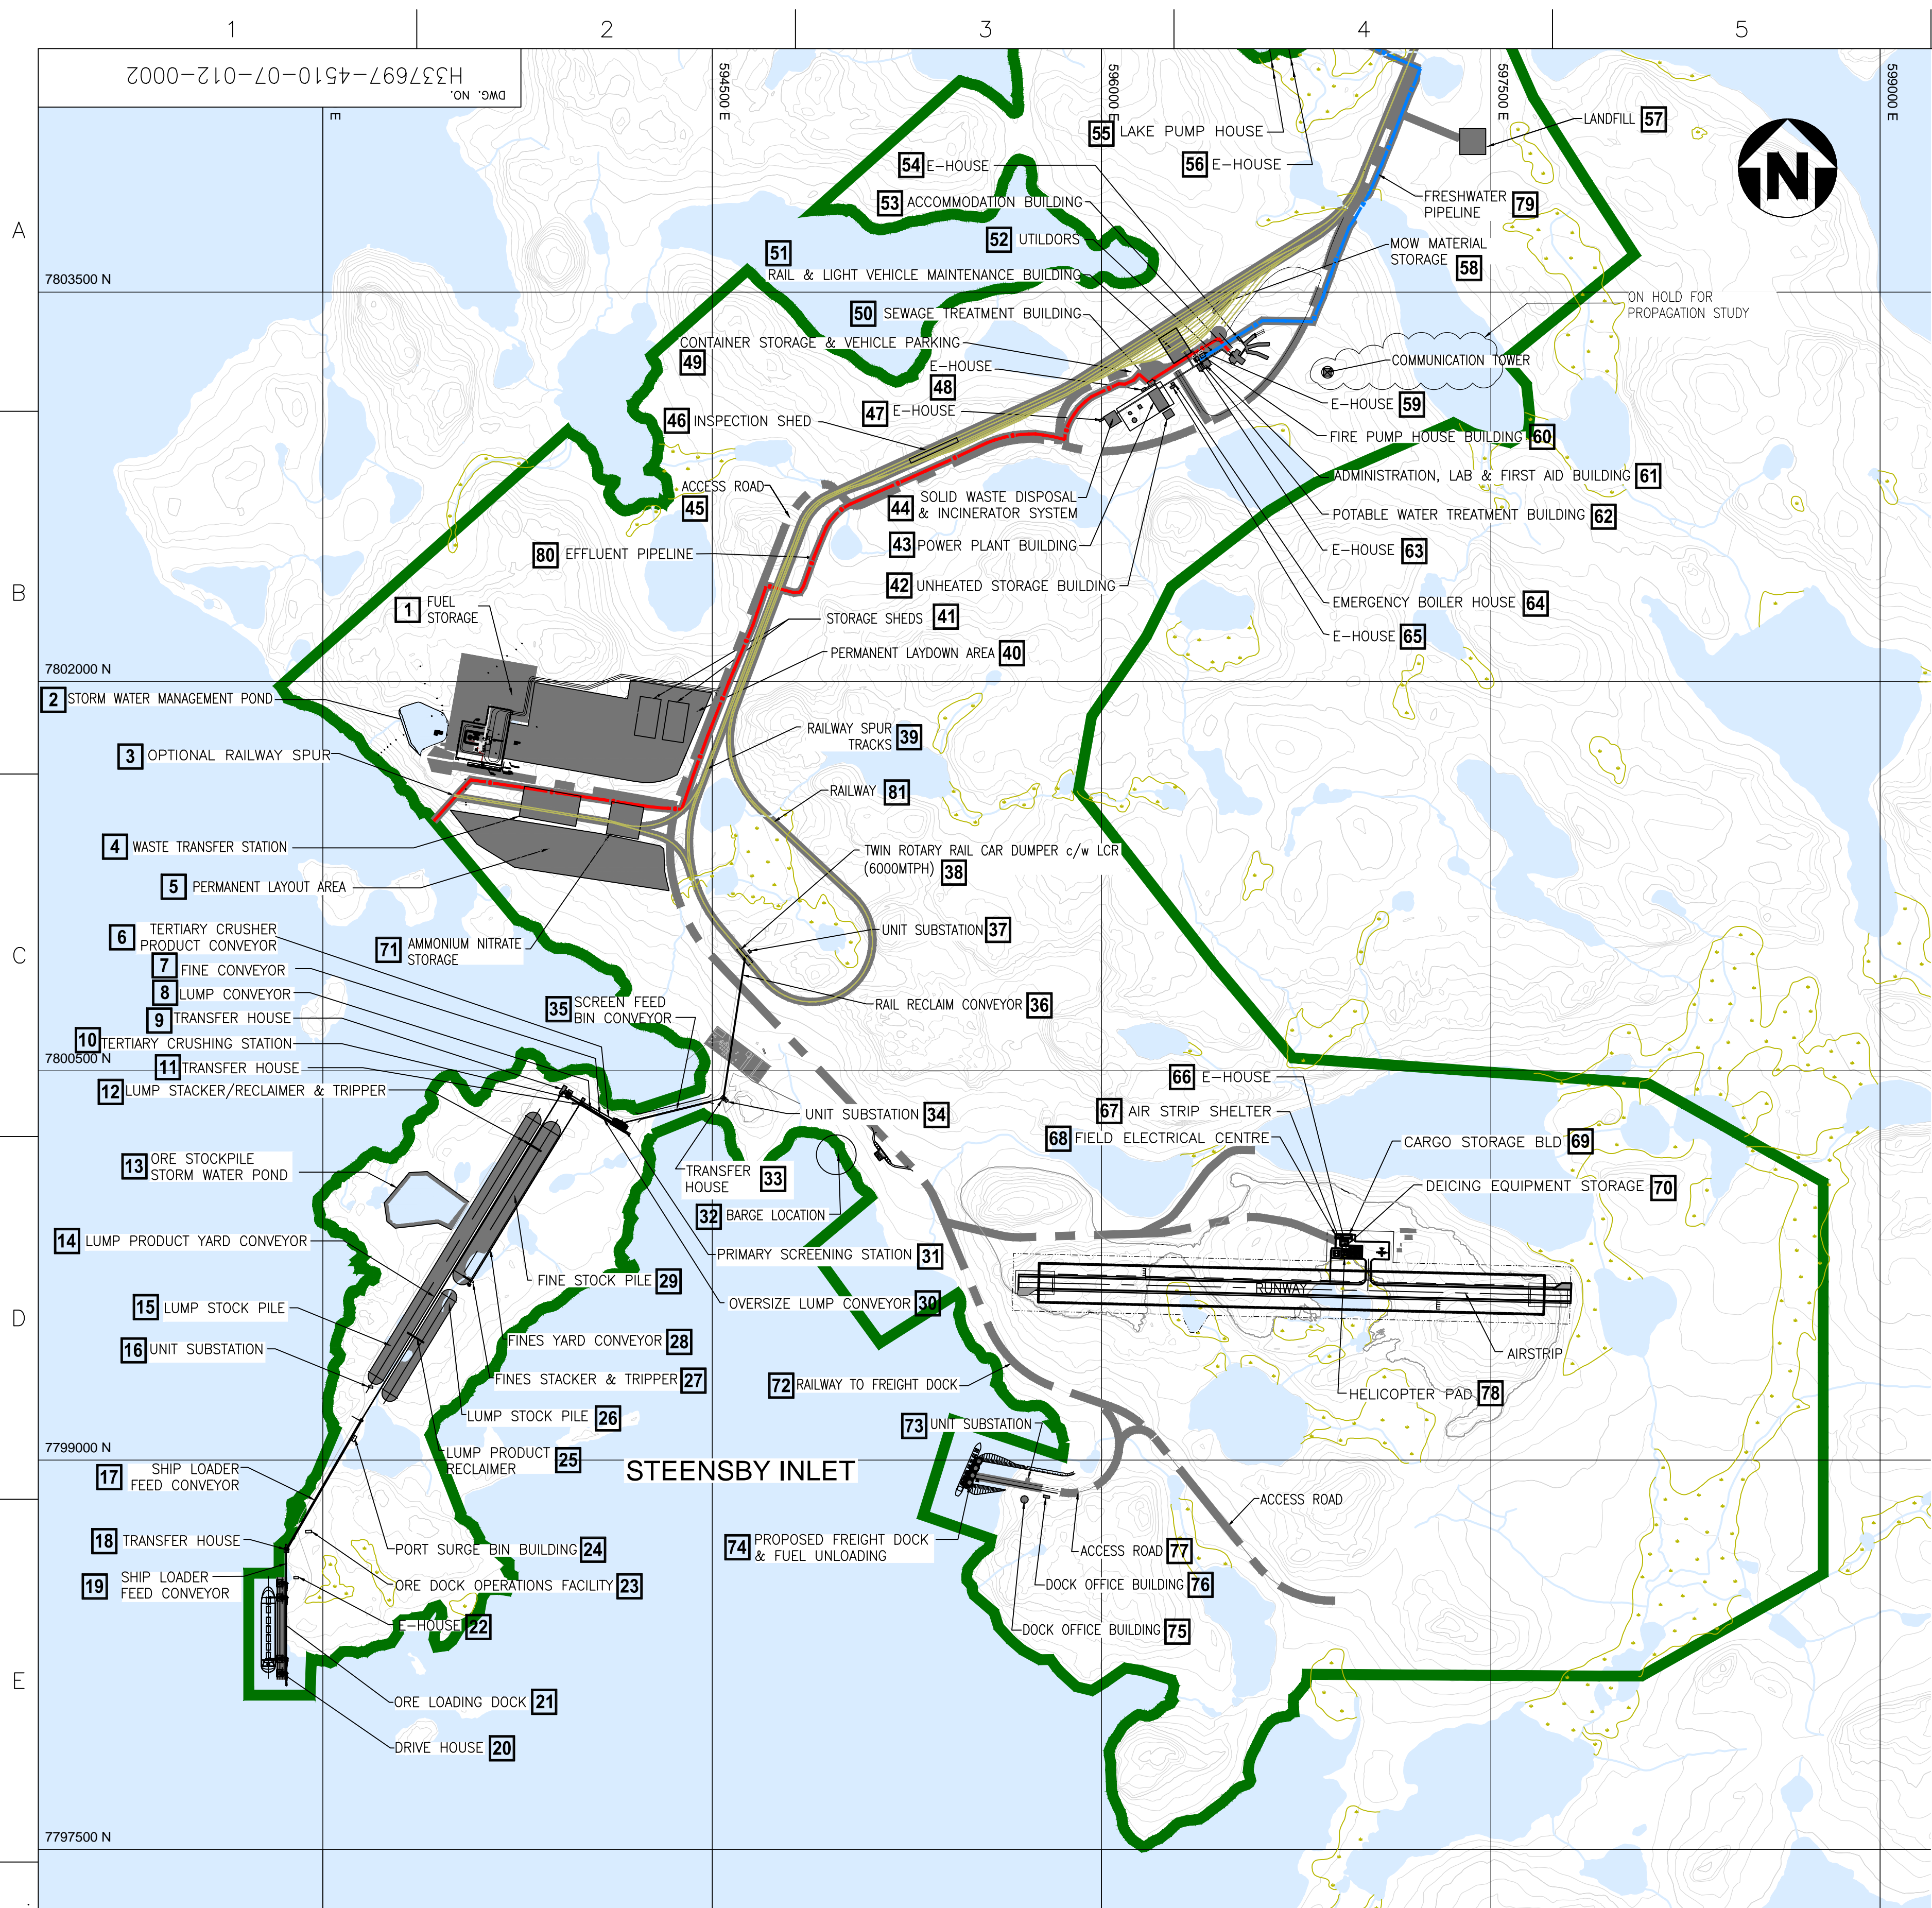 1
2
3
4
5
DWG. NO.
H337697-4510-07-012-0002
E
594500 E
596000 E
597500 E
599000 E
N
A
B
C
D
E
7803500 N
7802000 N
7800500 N
7799000 N
7797500 N
55 LAKE PUMP HOUSE
56 E-HOUSE
LANDFILL 57
54 E-HOUSE
53 ACCOMMODATION BUILDING
52 UTILDORS
51
RAIL & LIGHT VEHICLE MAINTENANCE BUILDING
50 SEWAGE TREATMENT BUILDING
CONTAINER STORAGE & VEHICLE PARKING
49
E-HOUSE
48
47 E-HOUSE
46 INSPECTION SHED
ACCESS ROAD
45
FRESHWATER
PIPELINE 79
MOW MATERIAL
STORAGE
58
ON HOLD FOR
PROPAGATION STUDY
COMMUNICATION TOWER
E-HOUSE 59
FIRE PUMP HOUSE BUILDING 60
ADMINISTRATION, LAB & FIRST AID BUILDING 61
POTABLE WATER TREATMENT BUILDING 62
E-HOUSE 63
EMERGENCY BOILER HOUSE 64
E-HOUSE 65
44 SOLID WASTE DISPOSAL
& INCINERATOR SYSTEM
43 POWER PLANT BUILDING
42 UNHEATED STORAGE BUILDING
80 EFFLUENT PIPELINE
1 FUEL
STORAGE
STORAGE SHEDS 41
PERMANENT LAYDOWN AREA 40
2 STORM WATER MANAGEMENT POND
3 OPTIONAL RAILWAY SPUR
RAILWAY SPUR
TRACKS 39
RAILWAY 81
4 WASTE TRANSFER STATION
5 PERMANENT LAYOUT AREA
TWIN ROTARY RAIL CAR DUMPER c/w LCR
(6000MTPH) 38
UNIT SUBSTATION 37
6 TERTIARY CRUSHER
PRODUCT CONVEYOR
71 AMMONIUM NITRATE
STORAGE
7 FINE CONVEYOR
8 LUMP CONVEYOR
9 TRANSFER HOUSE
10 TERTIARY CRUSHING STATION
11 TRANSFER HOUSE
12 LUMP STACKER/RECLAIMER & TRIPPER
35 SCREEN FEED
BIN CONVEYOR
RAIL RECLAIM CONVEYOR 36
UNIT SUBSTATION 34
TRANSFER
HOUSE 33
32 BARGE LOCATION
13 ORE STOCKPILE
STORM WATER POND
14 LUMP PRODUCT YARD CONVEYOR
15 LUMP STOCK PILE
16 UNIT SUBSTATION
PRIMARY SCREENING STATION 31
FINE STOCK PILE 29
OVERSIZE LUMP CONVEYOR 30
FINES YARD CONVEYOR 28
FINES STACKER & TRIPPER 27
LUMP STOCK PILE 26
LUMP PRODUCT
RECLAIMER 25
66 E-HOUSE
67 AIR STRIP SHELTER
68 FIELD ELECTRICAL CENTRE
CARGO STORAGE BLD 69
DEICING EQUIPMENT STORAGE 70
RUNWAY
AIRSTRIP
HELICOPTER PAD 78
72 RAILWAY TO FREIGHT DOCK
73 UNIT SUBSTATION
STEENSBY INLET
17 SHIP LOADER
FEED CONVEYOR
18 TRANSFER HOUSE
19 SHIP LOADER
FEED CONVEYOR
PORT SURGE BIN BUILDING 24
ORE DOCK OPERATIONS FACILITY 23
E-HOUSE 22
ORE LOADING DOCK 21
DRIVE HOUSE 20
74 PROPOSED FREIGHT DOCK
& FUEL UNLOADING
ACCESS ROAD
ACCESS ROAD 77
DOCK OFFICE BUILDING 76
DOCK OFFICE BUILDING 75